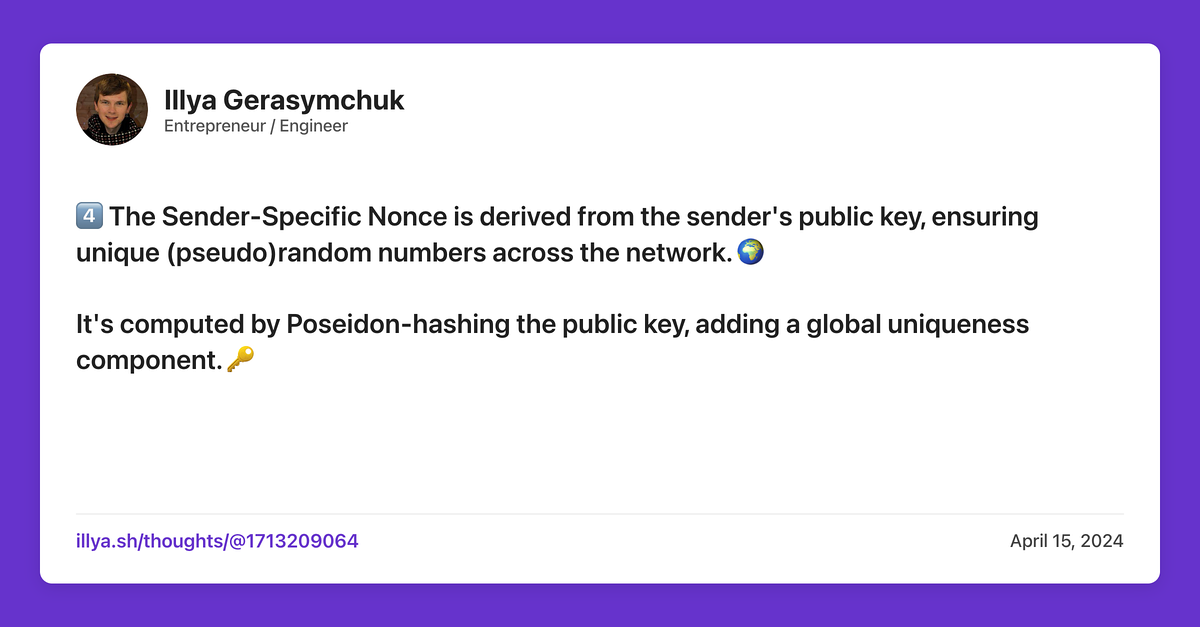 Illya Gerasymchuk
Entrepreneur / Engineer
4️⃣ The Sender-Specific Nonce is derived from the sender's public key, ensuring
unique (pseudo)random numbers across the network. 🌍
It's computed by Poseidon-hashing the public key, adding a global uniqueness
component. 🔑
illya.sh/thoughts/@1713209064
April 15, 2024